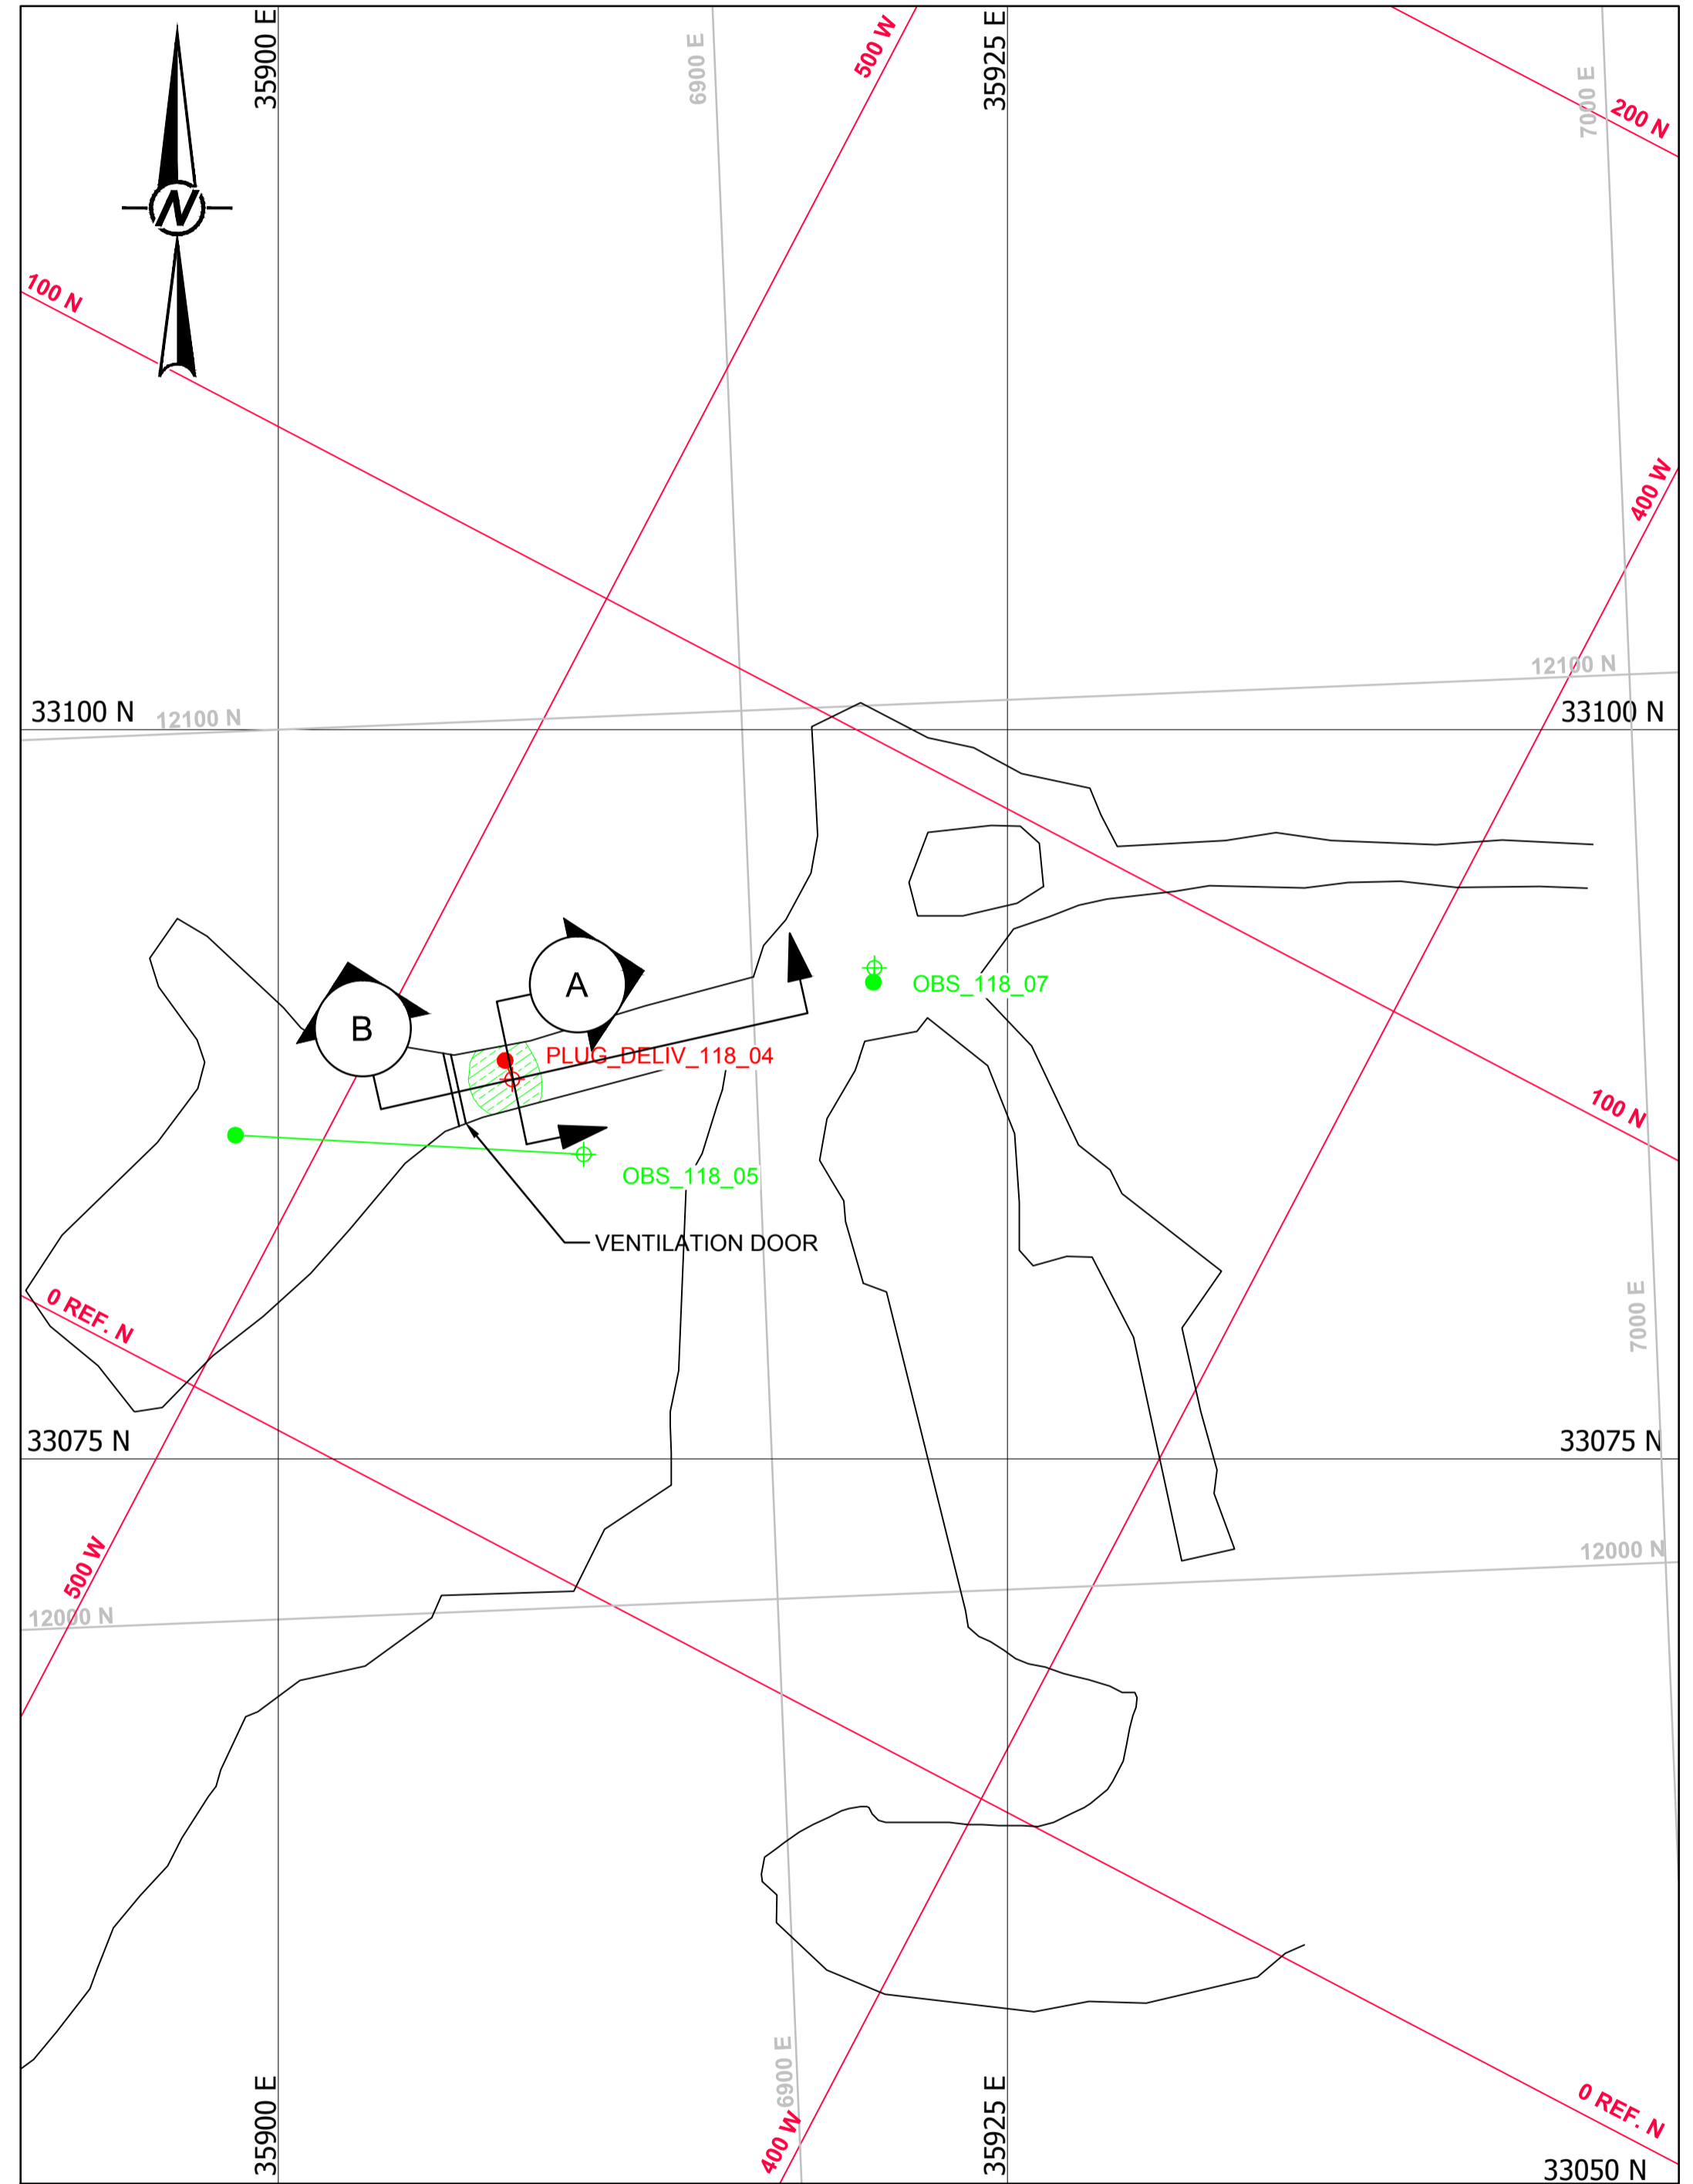 35900 E
6900 E
500 W
35925 E
7000 E
200 N
N
100 N
400 W
33100 N
12100 N
12100 N
33100 N
A
OBS_118_07
B
PLUG_DELIV_118_04
100 N
OBS_118_05
VENTILATION DOOR
0 REF. N
7000 E
33075 N
33075 N
500 W
12000 N
12000 N
35900 E
6900 E
400 W
35925 E
0 REF. N
33050 N